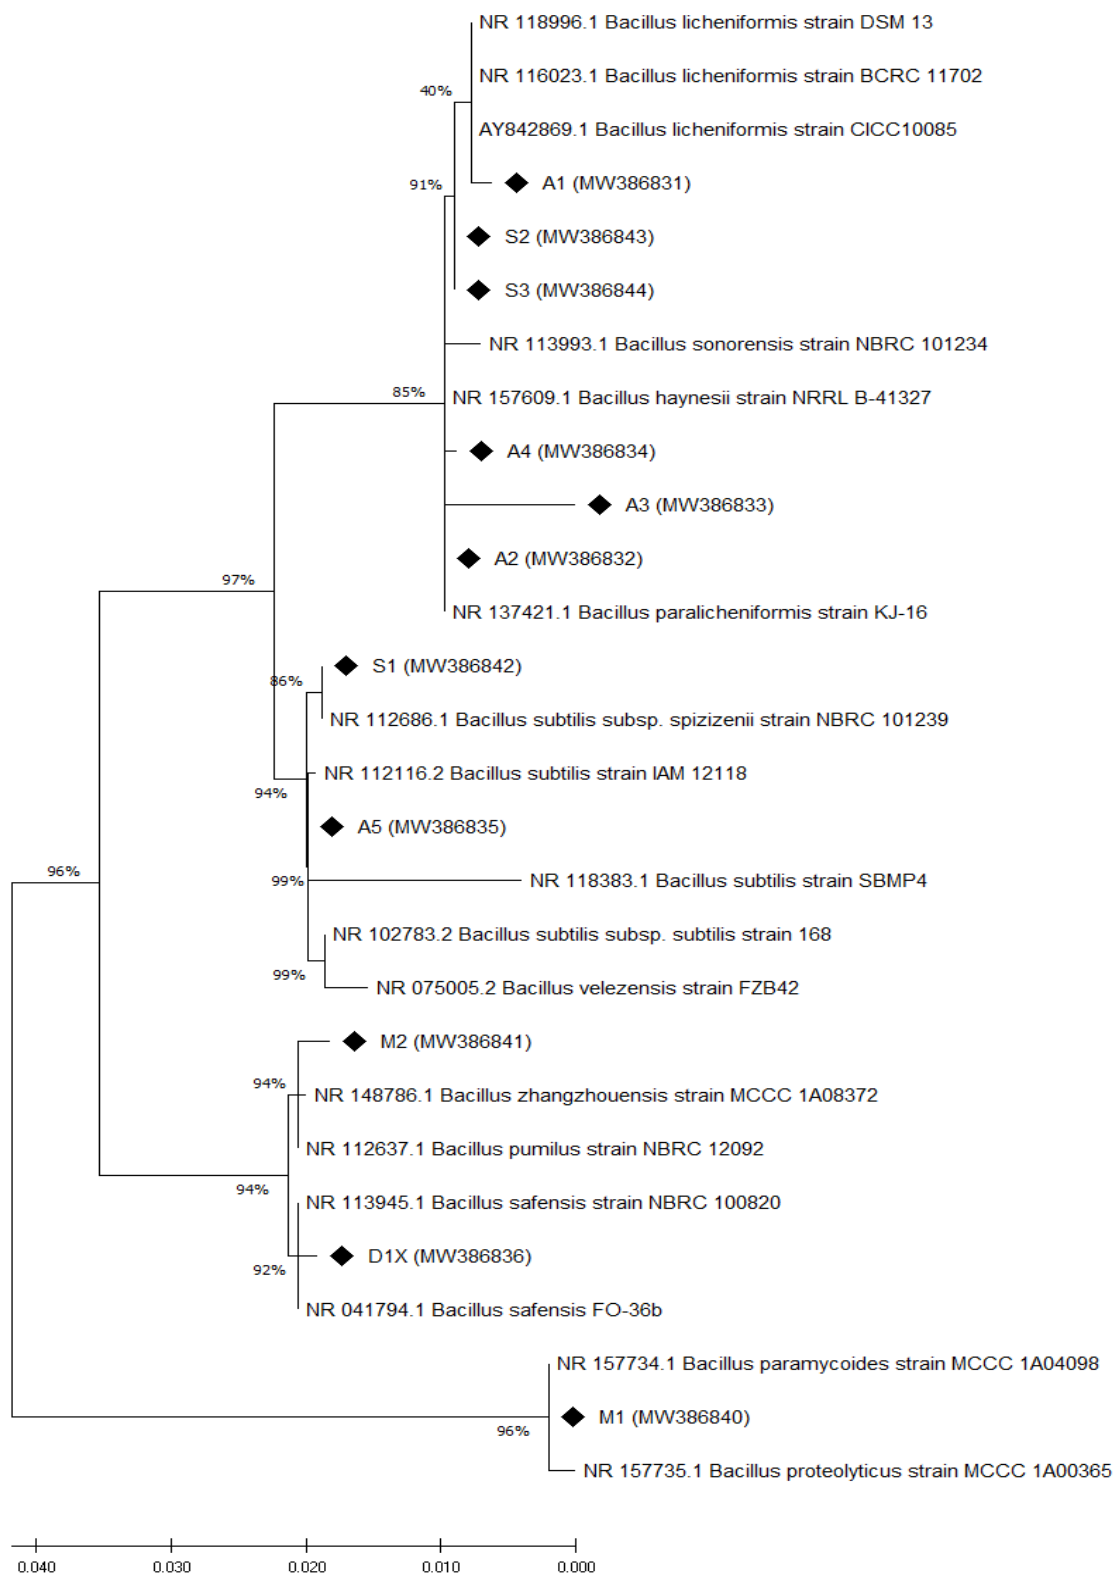 NR 118996.1 Bacillus licheniformis strain DSM 13
NR 116023.1 Bacillus licheniformis strain BCRC 11702
40%
AY842869.1 Bacillus licheniformis strain CICC10085
91%
A1 (MW386831)
S2 (MW386843)
S3 (MW386844)
NR 113993.1 Bacillus sonorensis strain NBRC 101234
85%
NR 157609.1 Bacillus haynesii strain NRRL B-41327
A4 (MW386834)
A3 (MW386833)
A2 (MW386832)
97%
NR 137421.1 Bacillus paralicheniformis strain KJ-16
S1 (MW386842)
86%
NR 112686.1 Bacillus subtilis subsp. spizizenii strain NBRC 101239
NR 112116.2 Bacillus subtilis strain IAM 12118
94%
A5 (MW386835)
96%
99%
NR 118383.1 Bacillus subtilis strain SBMP4
NR 102783.2 Bacillus subtilis subsp. subtilis strain 168
99%
NR 075005.2 Bacillus velezensis strain FZB42
M2 (MW386841)
94%
NR 148786.1 Bacillus zhangzhouensis strain MCCC 1A08372
NR 112637.1 Bacillus pumilus strain NBRC 12092
94%
NR 113945.1 Bacillus safensis strain NBRC 100820
D1X (MW386836)
92%
NR 041794.1 Bacillus safensis FO-36b
NR 157734.1 Bacillus paramycoides strain MCCC 1A04098
M1 (MW386840)
96%
NR 157735.1 Bacillus proteolyticus strain MCCC 1A00365
0.040 0.030 0.020 0.010 0.000